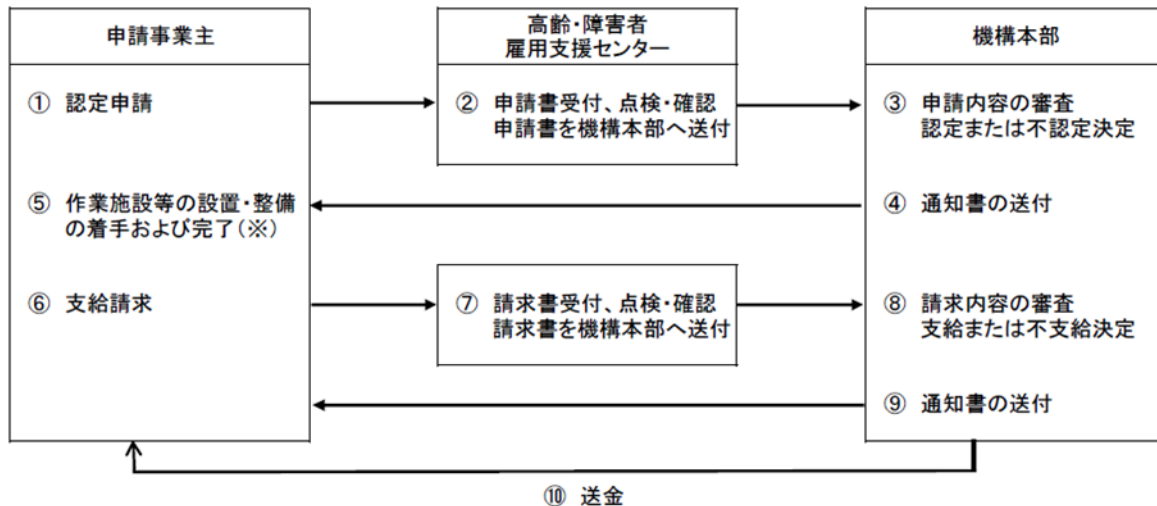 申請事業主
高齢・障害者
雇用支援センター
機構本部
① 認定申請
② 申請書受付、点検・確認
申請書を機構本部へ送付
③ 申請内容の審査
認定または不認定決定
⑤ 作業施設等の設置・整備
の着手および完了(※)
④ 通知書の送付
⑥ 支給請求
⑦ 請求書受付、点検・確認
請求書を機構本部へ送付
⑧ 請求内容の審査
支給または不支給決定
⑨ 通知書の送付
⑩ 送金